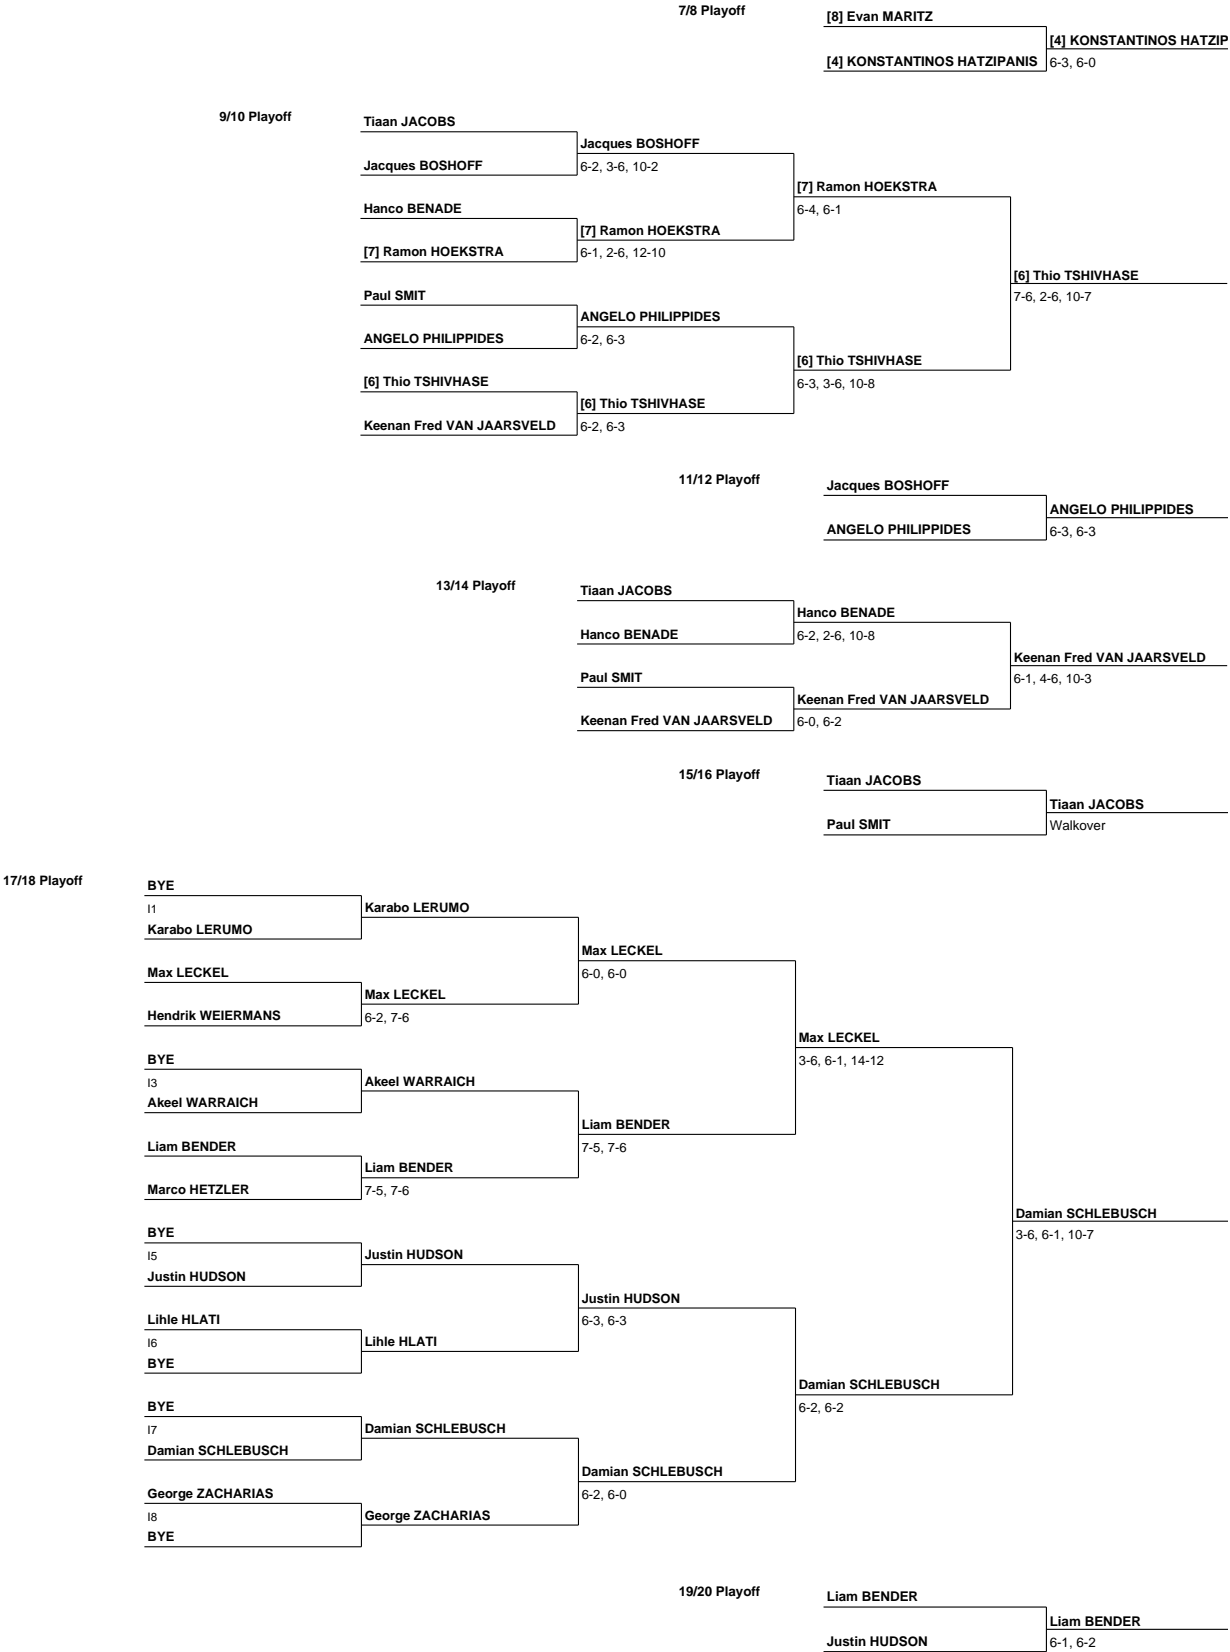 7/8 Playoff
[8] Evan MARITZ
[4] KONSTANTINOS HATZIP
[4] KONSTANTINOS HATZIPANIS
6-3, 6-0
9/10 Playoff
Tiaan JACOBS
Jacques BOSHOFF
Jacques BOSHOFF
6-2, 3-6, 10-2
[7] Ramon HOEKSTRA
6-4, 6-1
Hanco BENADE
[7] Ramon HOEKSTRA
[7] Ramon HOEKSTRA
6-1, 2-6, 12-10
[6] Thio TSHIVHASE
7-6, 2-6, 10-7
Paul SMIT
ANGELO PHILIPPIDES
ANGELO PHILIPPIDES
6-2, 6-3
[6] Thio TSHIVHASE
6-3, 3-6, 10-8
[6] Thio TSHIVHASE
[6] Thio TSHIVHASE
Keenan Fred VAN JAARSVELD
6-2, 6-3
11/12 Playoff
Jacques BOSHOFF
ANGELO PHILIPPIDES
ANGELO PHILIPPIDES
6-3, 6-3
13/14 Playoff
Tiaan JACOBS
Hanco BENADE
Hanco BENADE
6-2, 2-6, 10-8
Keenan Fred VAN JAARSVELD
6-1, 4-6, 10-3
Paul SMIT
Keenan Fred VAN JAARSVELD
Keenan Fred VAN JAARSVELD
6-0, 6-2
15/16 Playoff
Tiaan JACOBS
Tiaan JACOBS
Paul SMIT
Walkover
17/18 Playoff
BYE
I1
Karabo LERUMO
Karabo LERUMO
Max LECKEL
6-0, 6-0
Max LECKEL
Max LECKEL
Hendrik WEIERMANS
6-2, 7-6
Max LECKEL
3-6, 6-1, 14-12
BYE
I3
Akeel WARRAICH
Akeel WARRAICH
Liam BENDER
7-5, 7-6
Liam BENDER
Liam BENDER
Marco HETZLER
7-5, 7-6
Damian SCHLEBUSCH
3-6, 6-1, 10-7
BYE
I5
Justin HUDSON
Justin HUDSON
Justin HUDSON
6-3, 6-3
Lihle HLATI
I6
Lihle HLATI
BYE
Damian SCHLEBUSCH
6-2, 6-2
BYE
I7
Damian SCHLEBUSCH
Damian SCHLEBUSCH
Damian SCHLEBUSCH
6-2, 6-0
George ZACHARIAS
I8
George ZACHARIAS
BYE
19/20 Playoff
Liam BENDER
Liam BENDER
Justin HUDSON
6-1, 6-2